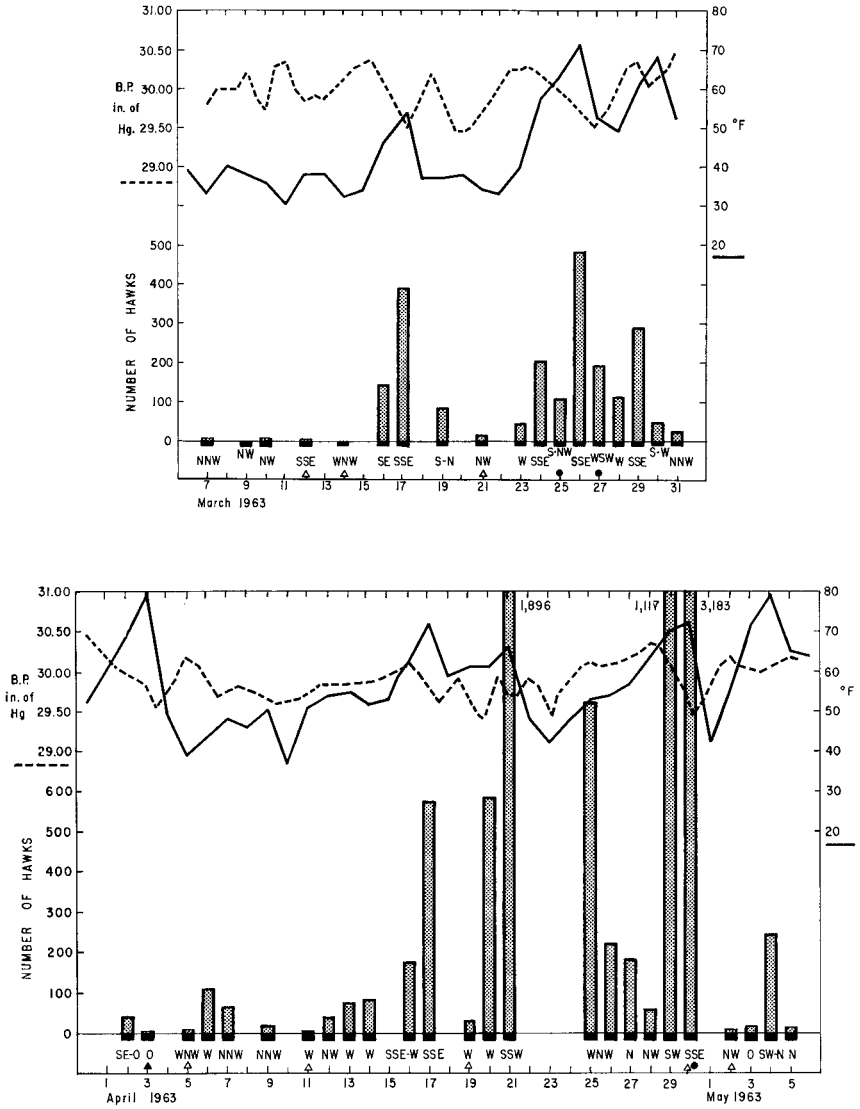 31.00
30.50
30.00
29.50
29.00
B.P.
in. of
Hg.
80
70
60
50
40
30
20
°F
500
400
300
200
100
0
NUMBER OF HAWKS
NNW NW NW SSE WNW SE SSE S-N NW W SSE S-NW SSE WSW W SSE S-W NNW
7 9 11 13 15 17 19 21 23 25 27 29 31
March 1963
31.00
30.50
30.00
29.50
29.00
B.P.
in. of
Hg
80
70
60
50
40
30
20
°F
1,896 1,117 3,183
600
500
400
300
200
100
0
NUMBER OF HAWKS
SE-O O WNW W NNW NNW W NW W W SSE-W SSE W W SSW WNW N NW SW SSE NW O SW-N N
1 3 5 7 9 11 13 15 17 19 21 23 25 27 29 1 3 5
April 1963 May 1963